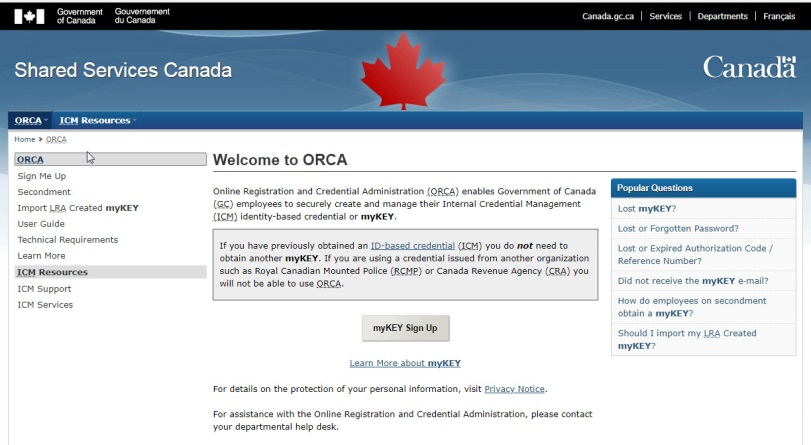 Government of Canada
Gouvernement du Canada
Canada.gc.ca | Services | Departments | Français
Shared Services Canada
Canada
ORCA
ICM Resources
Home > ORCA
ORCA
Sign Me Up
Secondment
Import LRA Created myKEY
User Guide
Technical Requirements
Learn More
ICM Resources
ICM Support
ICM Services
Welcome to ORCA
Online Registration and Credential Administration (ORCA) enables Government of Canada
(GC) employees to securely create and manage their Internal Credential Management
(ICM) identity-based credential or myKEY.
If you have previously obtained an ID-based credential (ICM) you do not need to
obtain another myKEY. If you are using a credential issued from another organization
such as Royal Canadian Mounted Police (RCMP) or Canada Revenue Agency (CRA) you
will not be able to use ORCA.
myKEY Sign Up
Learn More about myKEY
For details on the protection of your personal information, visit Privacy Notice.
For assistance with the Online Registration and Credential Administration, please contact
your departmental help desk.
Popular Questions
Lost myKEY?
Lost or Forgotten Password?
Lost or Expired Authorization Code /
Reference Number?
Did not receive the myKEY e-mail?
How do employees on secondment
obtain a myKEY?
Should I import my LRA Created
myKEY?